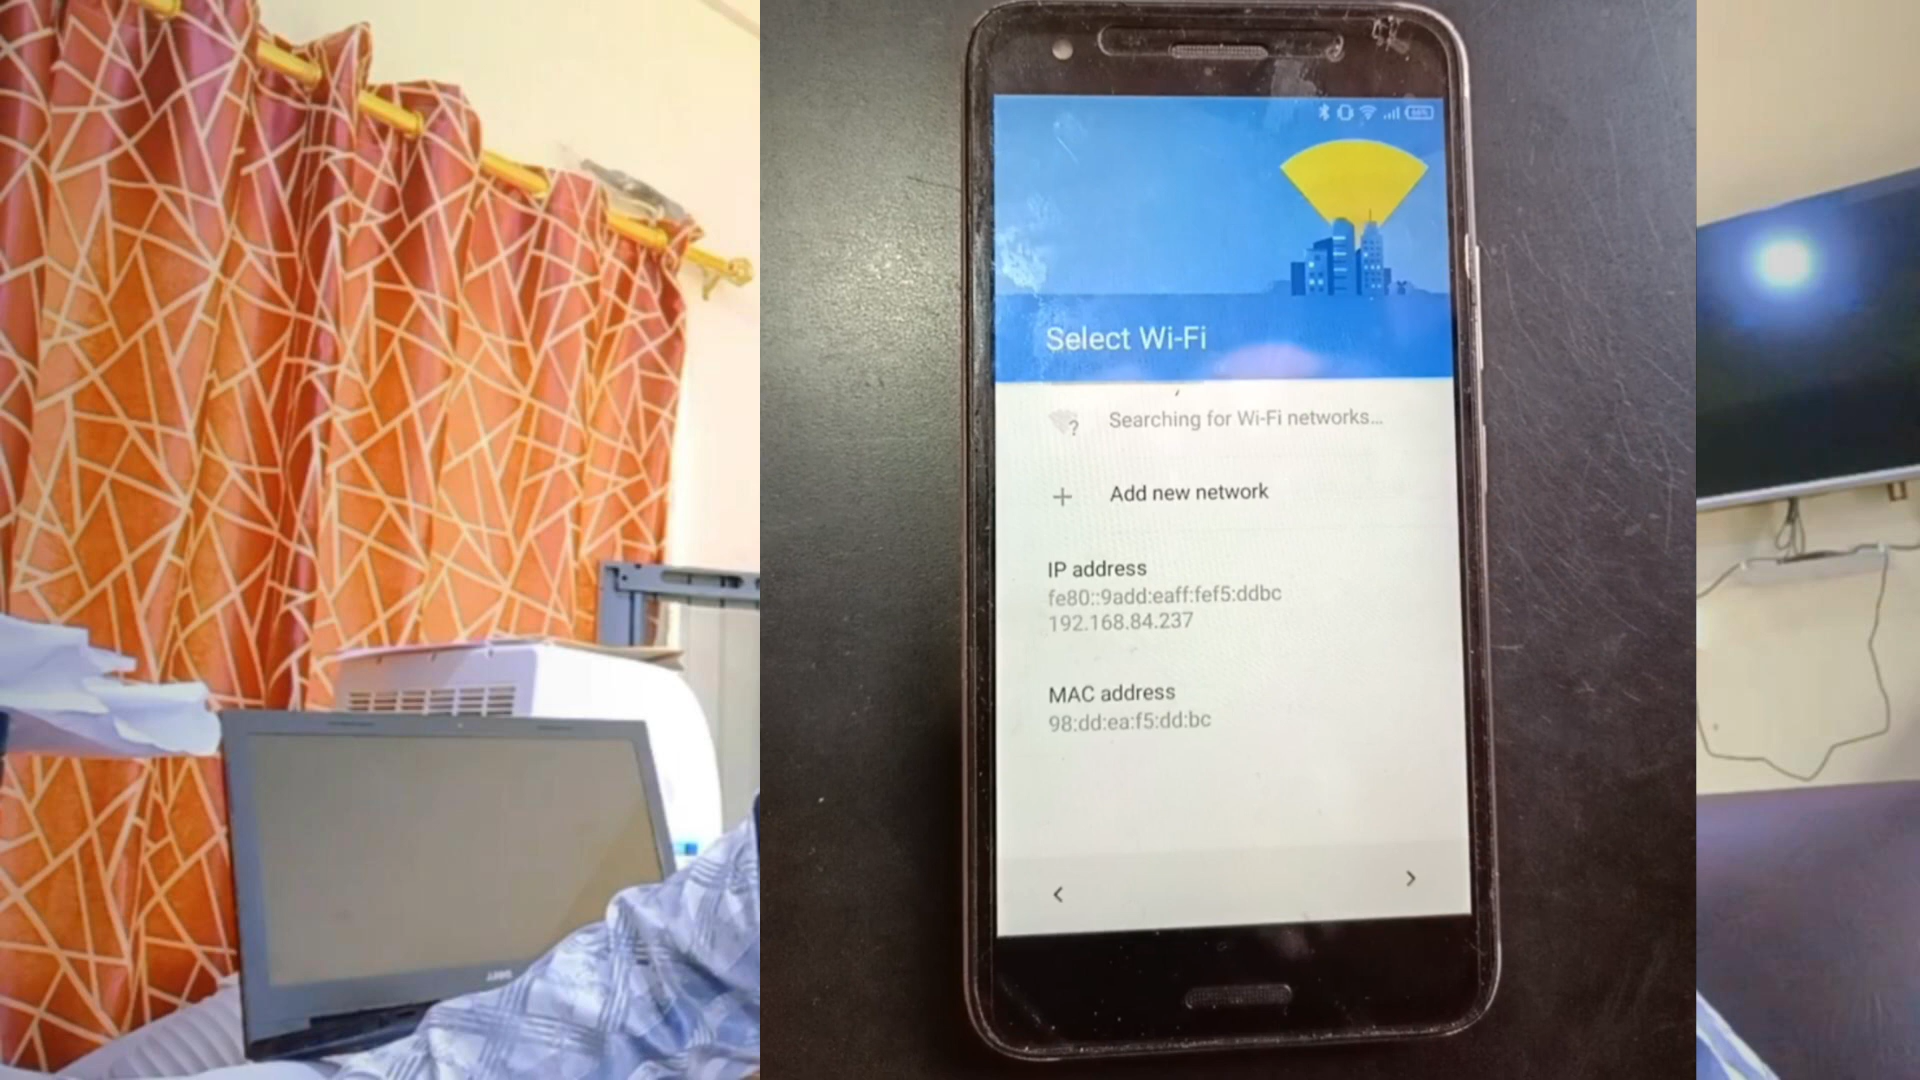 Select Wi-Fi
Searching for Wi-Fi networks...
Add new network
IP address
fe80::9add:eaff:fef5:ddbc
192.168.84.237
MAC address
98:dd:ea:f5:dd:bc